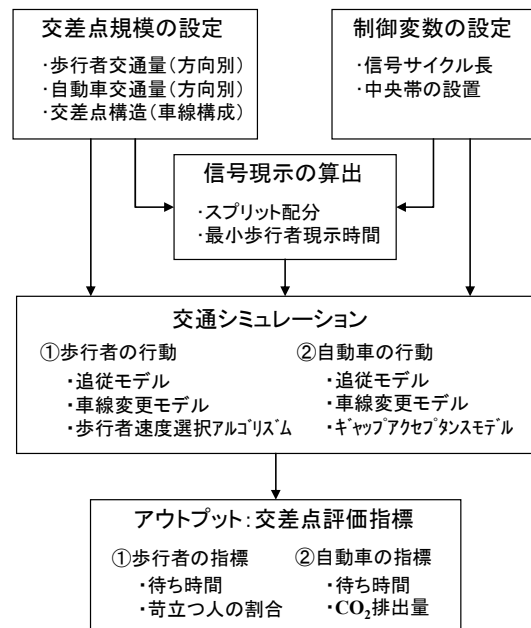 交差点規模の設定
・歩行者交通量(方向別)
・自動車交通量(方向別)
・交差点構造(車線構成)
制御変数の設定
・信号サイクル長
・中央帯の設置
信号現示の算出
・スプリット配分
・最小歩行者現示時間
交通シミュレーション
①歩行者の行動
・追従モデル
・車線変更モデル
・歩行者速度選択アルゴリズム
②自動車の行動
・追従モデル
・車線変更モデル
・ギャップアクセプタンスモデル
アウトプット:交差点評価指標
①歩行者の指標
・待ち時間
・苛立つ人の割合
②自動車の指標
・待ち時間
・CO₂排出量